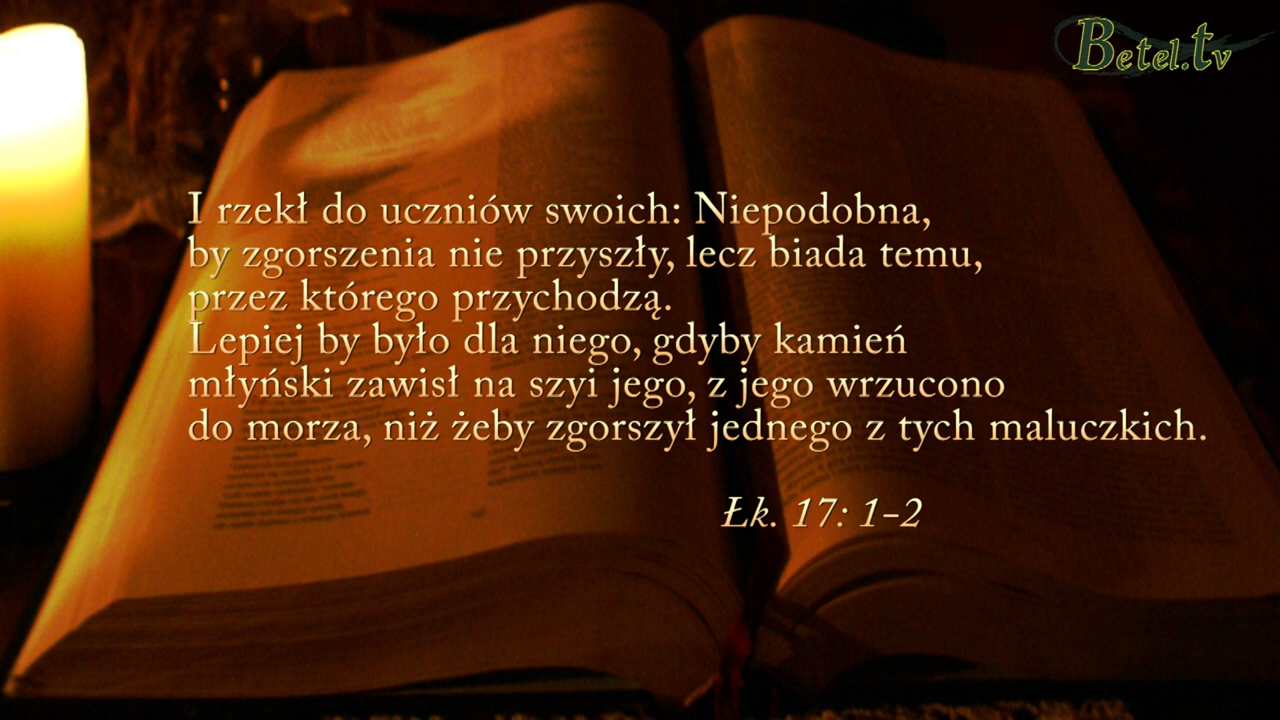 Betel.tv
I rzekł do uczniów swoich: Niepodobna,
by zgorszenia nie przyszły, lecz biada temu,
przez którego przychodzą.
Lepiej by było dla niego, gdyby kamień
młyński zawisł na szyi jego, z jego wrzucono
do morza, niż żeby zgorszył jednego z tych maluczkich.
Łk. 17: 1-2